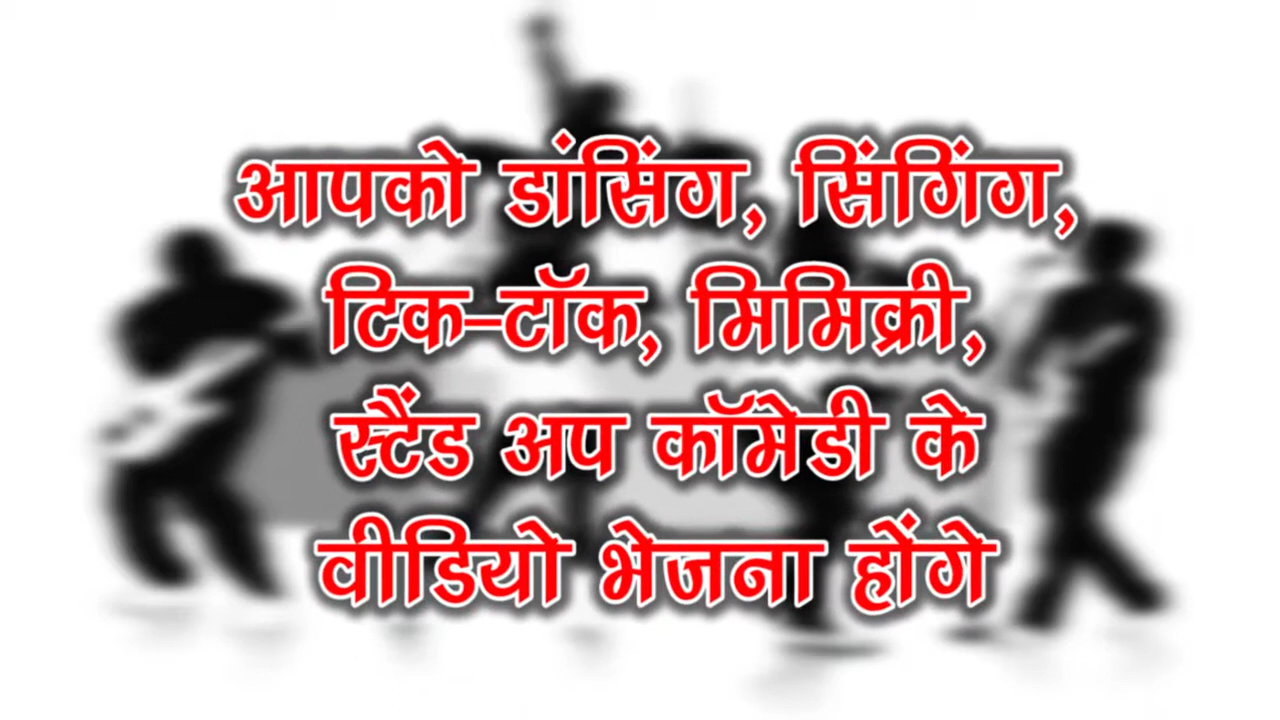 आपको डांसिंग, सिंगिंग,
टिक-टॉक, मिमिक्री,
स्टैंड अप कॉमेडी के
वीडियो भेजना होंगे